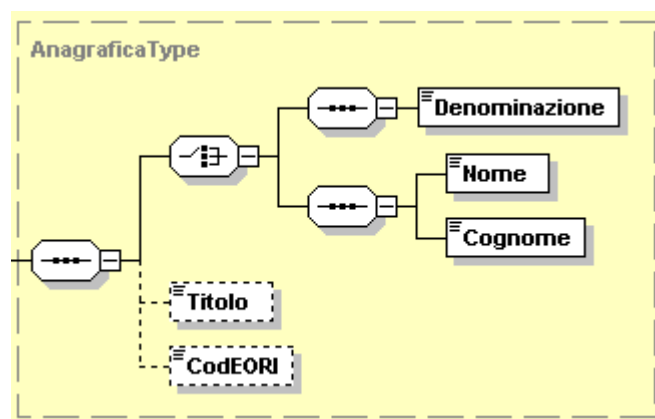 AnagraficaType
Denominazione
Nome
Cognome
Titolo
CodEORI